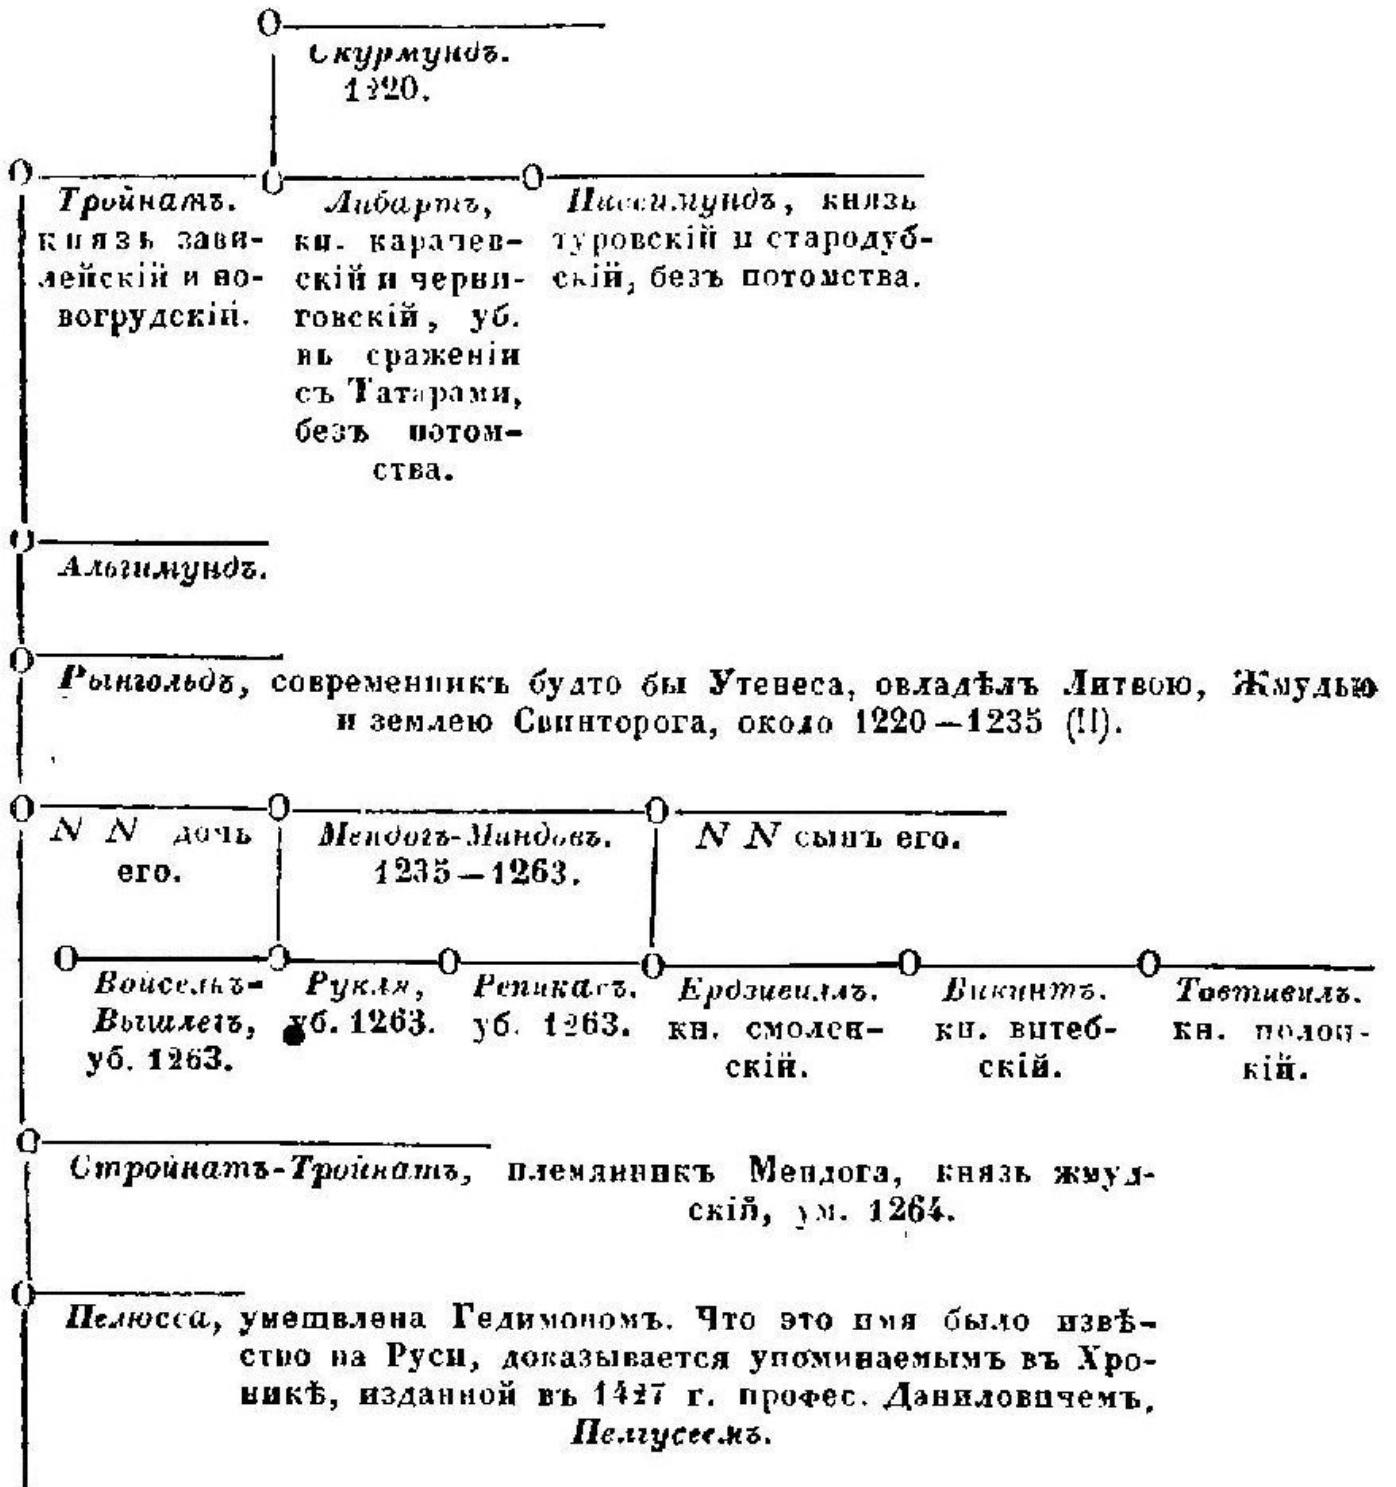 Скурмундъ.
1220.
Тройнатъ.
князь зави-
лейскій и но-
вогрудскій.
Либартъ,
кн. карачев-
скій и черни-
говскій, уб.
въ сраженіи
съ Татарами,
безъ потом-
ства.
Писсимундъ, князь
туровскій и стародуб-
скій, безъ потомства.
Альгимундъ.
Рынгольдъ, современникъ будто бы Утенеса, овладѣлъ Литвою, Жмудью
и землею Свинторога, около 1220—1235 (II).
N N дочь
его.
Мендогъ-Миндовъ.
1235—1263.
N N сынъ его.
Войсельъ-
Вышлегъ,
уб. 1263.
Рукля,
уб. 1263.
Репикасъ.
уб. 1263.
Ердзивиллъ.
кн. смолен-
скій.
Викинтъ.
кн. витеб-
скій.
Товтивилъ.
кн. полоц-
кій.
Стройнатъ-Тройнатъ, племянникъ Мендога, князь жмуд-
скій, ум. 1264.
Пелюсса, умещвлена Гедимономъ. Что это имя было извѣ-
стно на Руси, доказывается упоминаемымъ въ Хро-
никѣ, изданной въ 1427 г. профес. Даниловичемъ,
Пелгусеемъ.